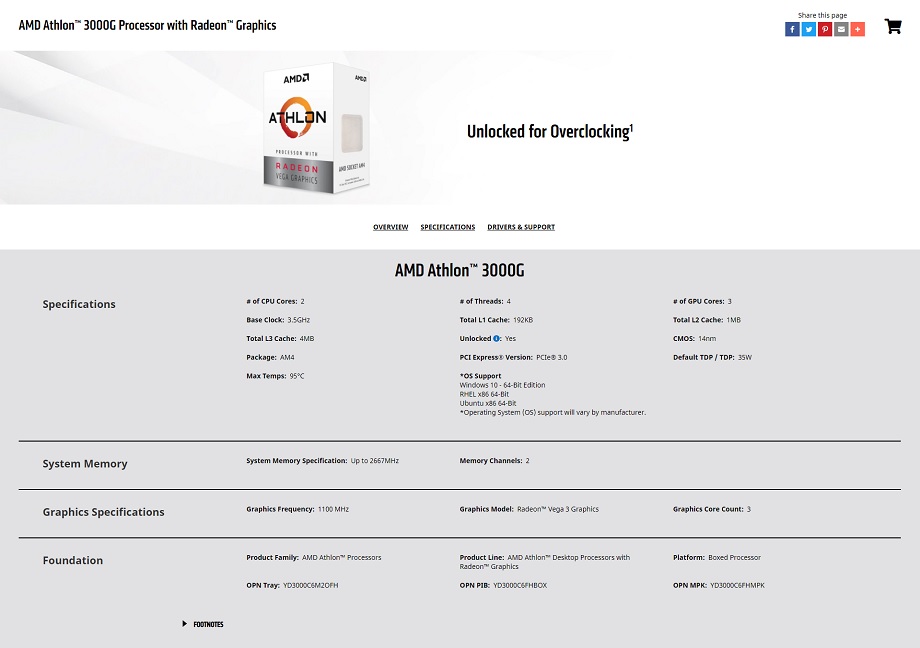 AMD Athlon™ 3000G Processor with Radeon™ Graphics
Share this page
AMD
AMD
ATHLON
PROCESSOR WITH
RADEON
VEGA GRAPHICS
AMD SOCKET AM4
Unlocked for Overclocking¹
OVERVIEW SPECIFICATIONS DRIVERS & SUPPORT
AMD Athlon™ 3000G
Specifications
# of CPU Cores: 2
# of Threads: 4
# of GPU Cores: 3
Base Clock: 3.5GHz
Total L1 Cache: 192KB
Total L2 Cache: 1MB
Total L3 Cache: 4MB
Unlocked : Yes
CMOS: 14nm
Package: AM4
PCI Express® Version: PCIe® 3.0
Default TDP / TDP: 35W
Max Temps: 95°C
*OS Support
Windows 10 - 64-Bit Edition
RHEL x86 64-Bit
Ubuntu x86 64-Bit
*Operating System (OS) support will vary by manufacturer.
System Memory
System Memory Specification: Up to 2667MHz
Memory Channels: 2
Graphics Specifications
Graphics Frequency: 1100 MHz
Graphics Model: Radeon™ Vega 3 Graphics
Graphics Core Count: 3
Foundation
Product Family: AMD Athlon™ Processors
Product Line: AMD Athlon™ Desktop Processors with
Radeon™ Graphics
Platform: Boxed Processor
OPN Tray: YD3000C6M2OFH
OPN PIB: YD3000C6FHBOX
OPN MPK: YD3000C6FHMPK
FOOTNOTES